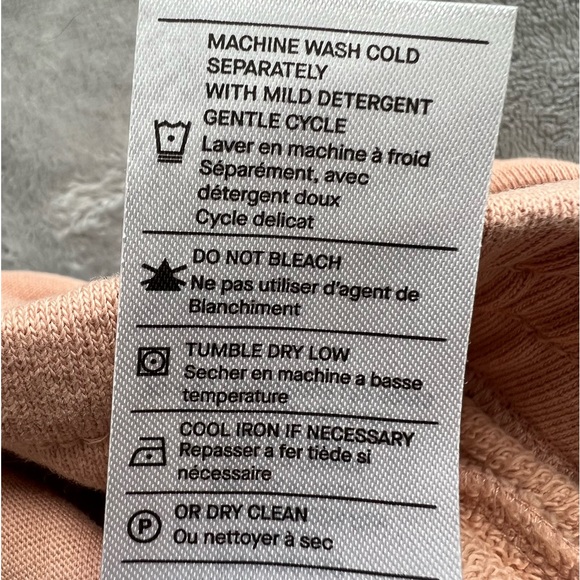 MACHINE WASH COLD
SEPARATELY
WITH MILD DETERGENT
GENTLE CYCLE
Laver en machine à froid
Séparément, avec
détergent doux
Cycle delicat
DO NOT BLEACH
Ne pas utiliser d'agent de
Blanchiment
TUMBLE DRY LOW
Secher en machine a basse
temperature
COOL IRON IF NECESSARY
Repasser a fer tiède si
nécessaire
P
OR DRY CLEAN
Ou nettoyer à sec